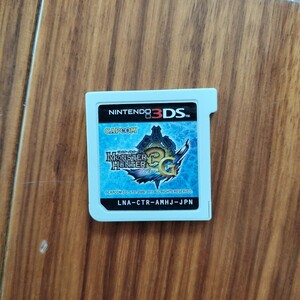 NINTENDO 3DS
CAPCOM
MONSTER HUNTER 3G
LNA-CTR-AMHJ-JPN